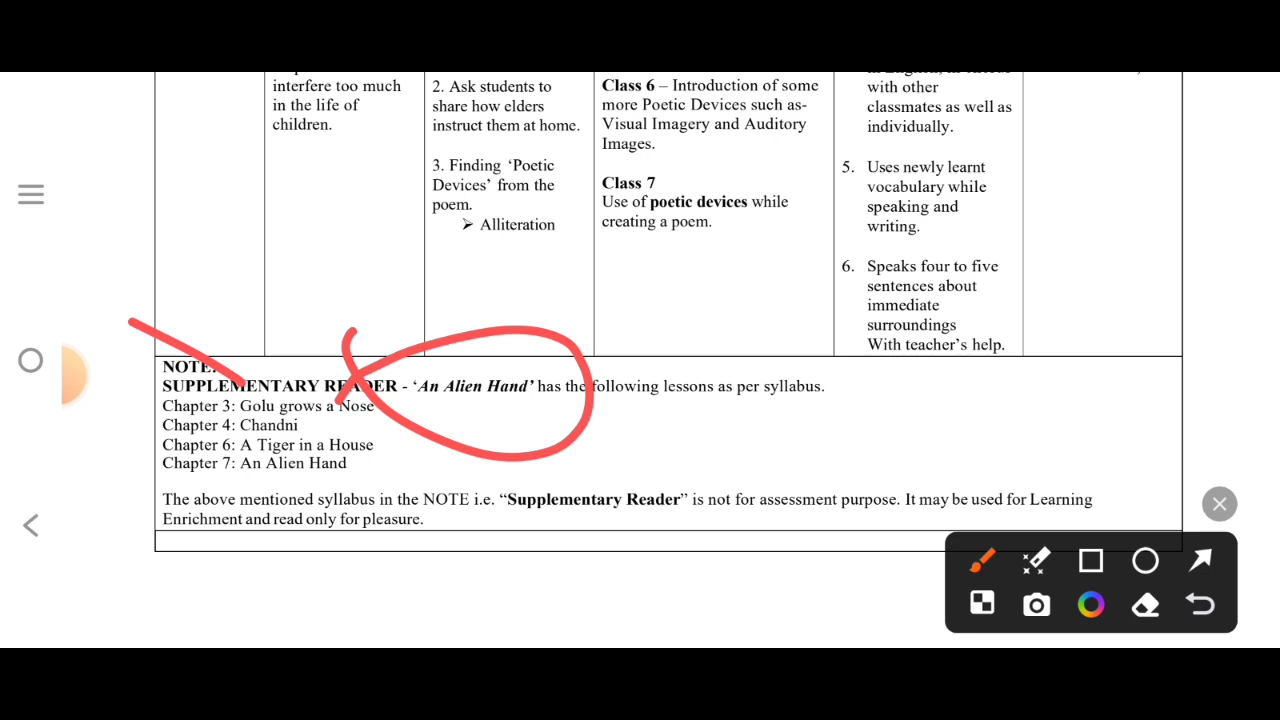 interfere too much
in the life of
children.
2. Ask students to
share how elders
instruct them at home.
3. Finding ‘Poetic
Devices’ from the
poem.
➢ Alliteration
Class 6 – Introduction of some
more Poetic Devices such as-
Visual Imagery and Auditory
Images.
Class 7
Use of poetic devices while
creating a poem.
with other
classmates as well as
individually.
5. Uses newly learnt
vocabulary while
speaking and
writing.
6. Speaks four to five
sentences about
immediate
surroundings
With teacher’s help.
NOTE:
SUPPLEMENTARY READER - ‘An Alien Hand’ has the following lessons as per syllabus.
Chapter 3: Golu grows a Nose
Chapter 4: Chandni
Chapter 6: A Tiger in a House
Chapter 7: An Alien Hand
The above mentioned syllabus in the NOTE i.e. “Supplementary Reader” is not for assessment purpose. It may be used for Learning
Enrichment and read only for pleasure.